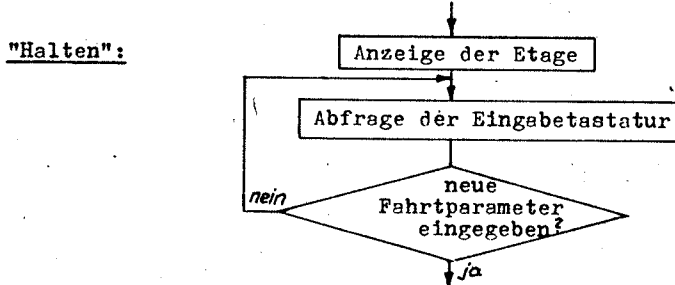 "Halten":
Anzeige der Etage
Abfrage der Eingabetastatur
nein
neue
Fahrtparameter
eingegeben?
ja